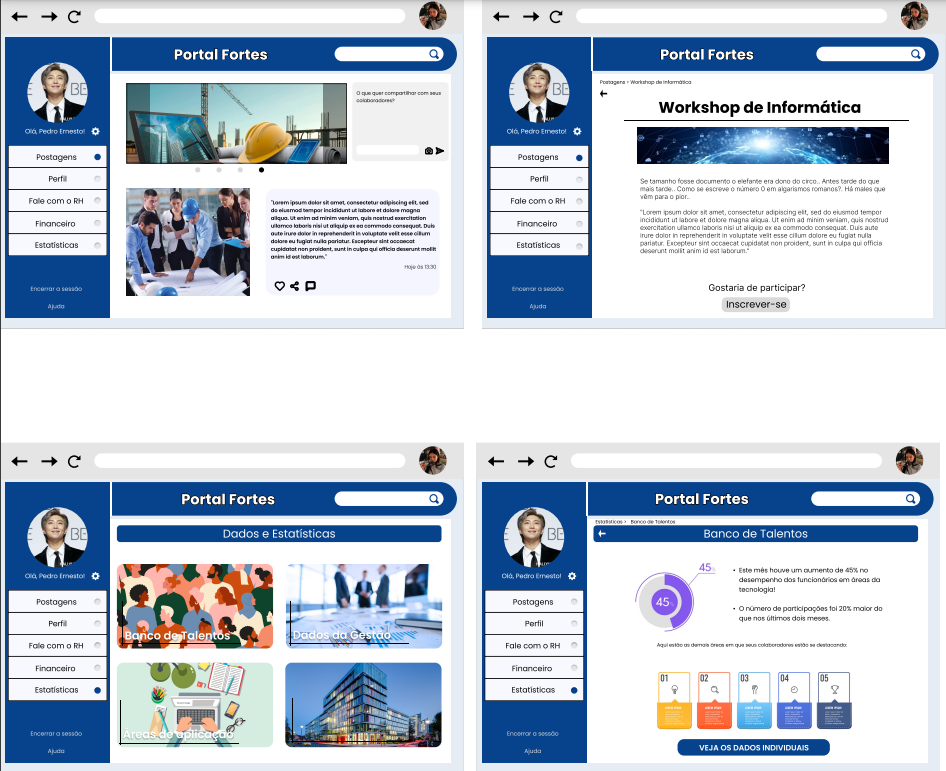 Portal Fortes
Olá, Pedro Ernesto!
Postagens
Perfil
Fale com o RH
Financeiro
Estatísticas
Encerrar a sessão
Ajuda
O que quer compartilhar com seus
colaboradores?
"Lorem ipsum dolor sit amet, consectetur adipiscing elit, sed
do eiusmod tempor incididunt ut labore et dolore magna
aliqua. Ut enim ad minim veniam, quis nostrud exercitation
ullamco laboris nisi ut aliquip ex ea commodo consequat. Duis
aute irure dolor in reprehenderit in voluptate velit esse cillum
dolore eu fugiat nulla pariatur. Excepteur sint occaecat
cupidatat non proident, sunt in culpa qui officia deserunt mollit
anim id est laborum."
Hoje às 13:30
Portal Fortes
Olá, Pedro Ernesto!
Postagens
Perfil
Fale com o RH
Financeiro
Estatísticas
Encerrar a sessão
Ajuda
Postagens > Workshop de Informática
Workshop de Informática
Se tamanho fosse documento o elefante era dono do circo.. Antes tarde do que
mais tarde.. Como se escreve o número 0 em algarismos romanos?. Há males que
vêm para o pior..
"Lorem ipsum dolor sit amet, consectetur adipiscing elit, sed do eiusmod tempor
incididunt ut labore et dolore magna aliqua. Ut enim ad minim veniam, quis nostrud
exercitation ullamco laboris nisi ut aliquip ex ea commodo consequat. Duis aute
irure dolor in reprehenderit in voluptate velit esse cillum dolore eu fugiat nulla
pariatur. Excepteur sint occaecat cupidatat non proident, sunt in culpa qui officia
deserunt mollit anim id est laborum."
Gostaria de participar?
Inscrever-se
Portal Fortes
Olá, Pedro Ernesto!
Postagens
Perfil
Fale com o RH
Financeiro
Estatísticas
Encerrar a sessão
Ajuda
Dados e Estatísticas
Banco de Talentos
Dados da Gestão
Áreas de aplicação
Portal Fortes
Olá, Pedro Ernesto!
Postagens
Perfil
Fale com o RH
Financeiro
Estatísticas
Encerrar a sessão
Ajuda
Estatísticas > Banco de Talentos
Banco de Talentos
45%
45%
• Este mês houve um aumento de 45% no
desempenho dos funcionários em áreas da
tecnologia!
• O número de participações foi 20% maior do
que nos últimos dois meses.
Aqui estão as demais áreas em que seus colaboradores estão se destacando:
01 02 03 04 05
VEJA OS DADOS INDIVIDUAIS